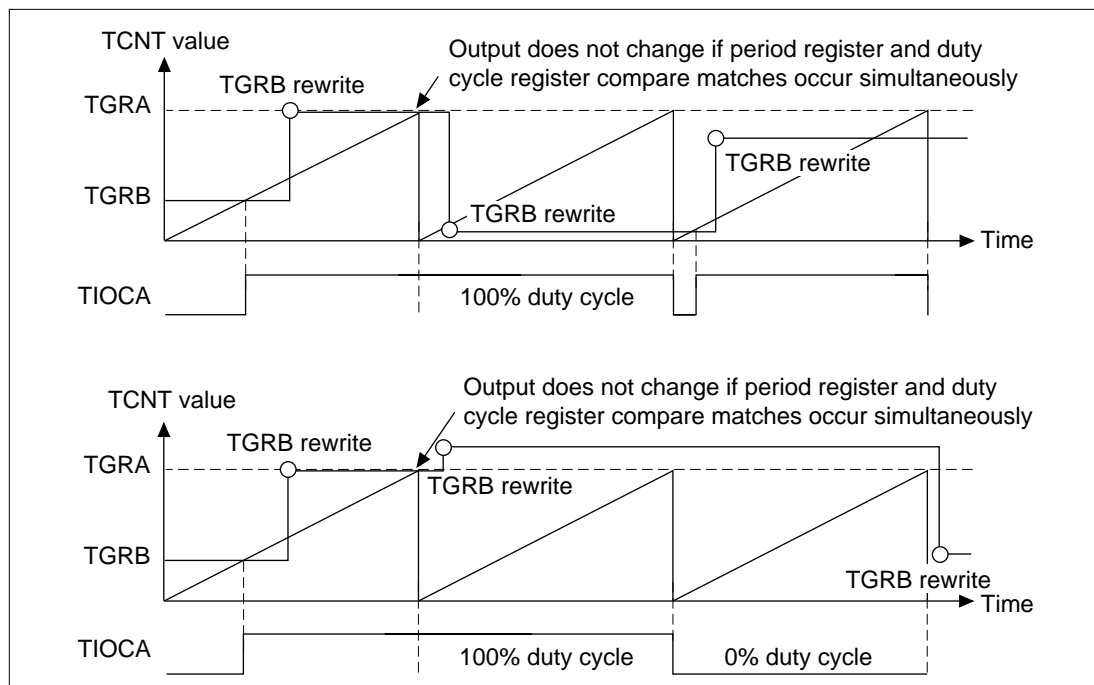 TCNT value
Output does not change if period register and duty
cycle register compare matches occur simultaneously
TGRB rewrite
TGRA
TGRB rewrite
TGRB
TGRB rewrite
Time
TIOCA
100% duty cycle
Output does not change if period register and duty
cycle register compare matches occur simultaneously
TCNT value
TGRB rewrite
TGRA
TGRB rewrite
TGRB
TGRB rewrite
Time
TIOCA
100% duty cycle
0% duty cycle